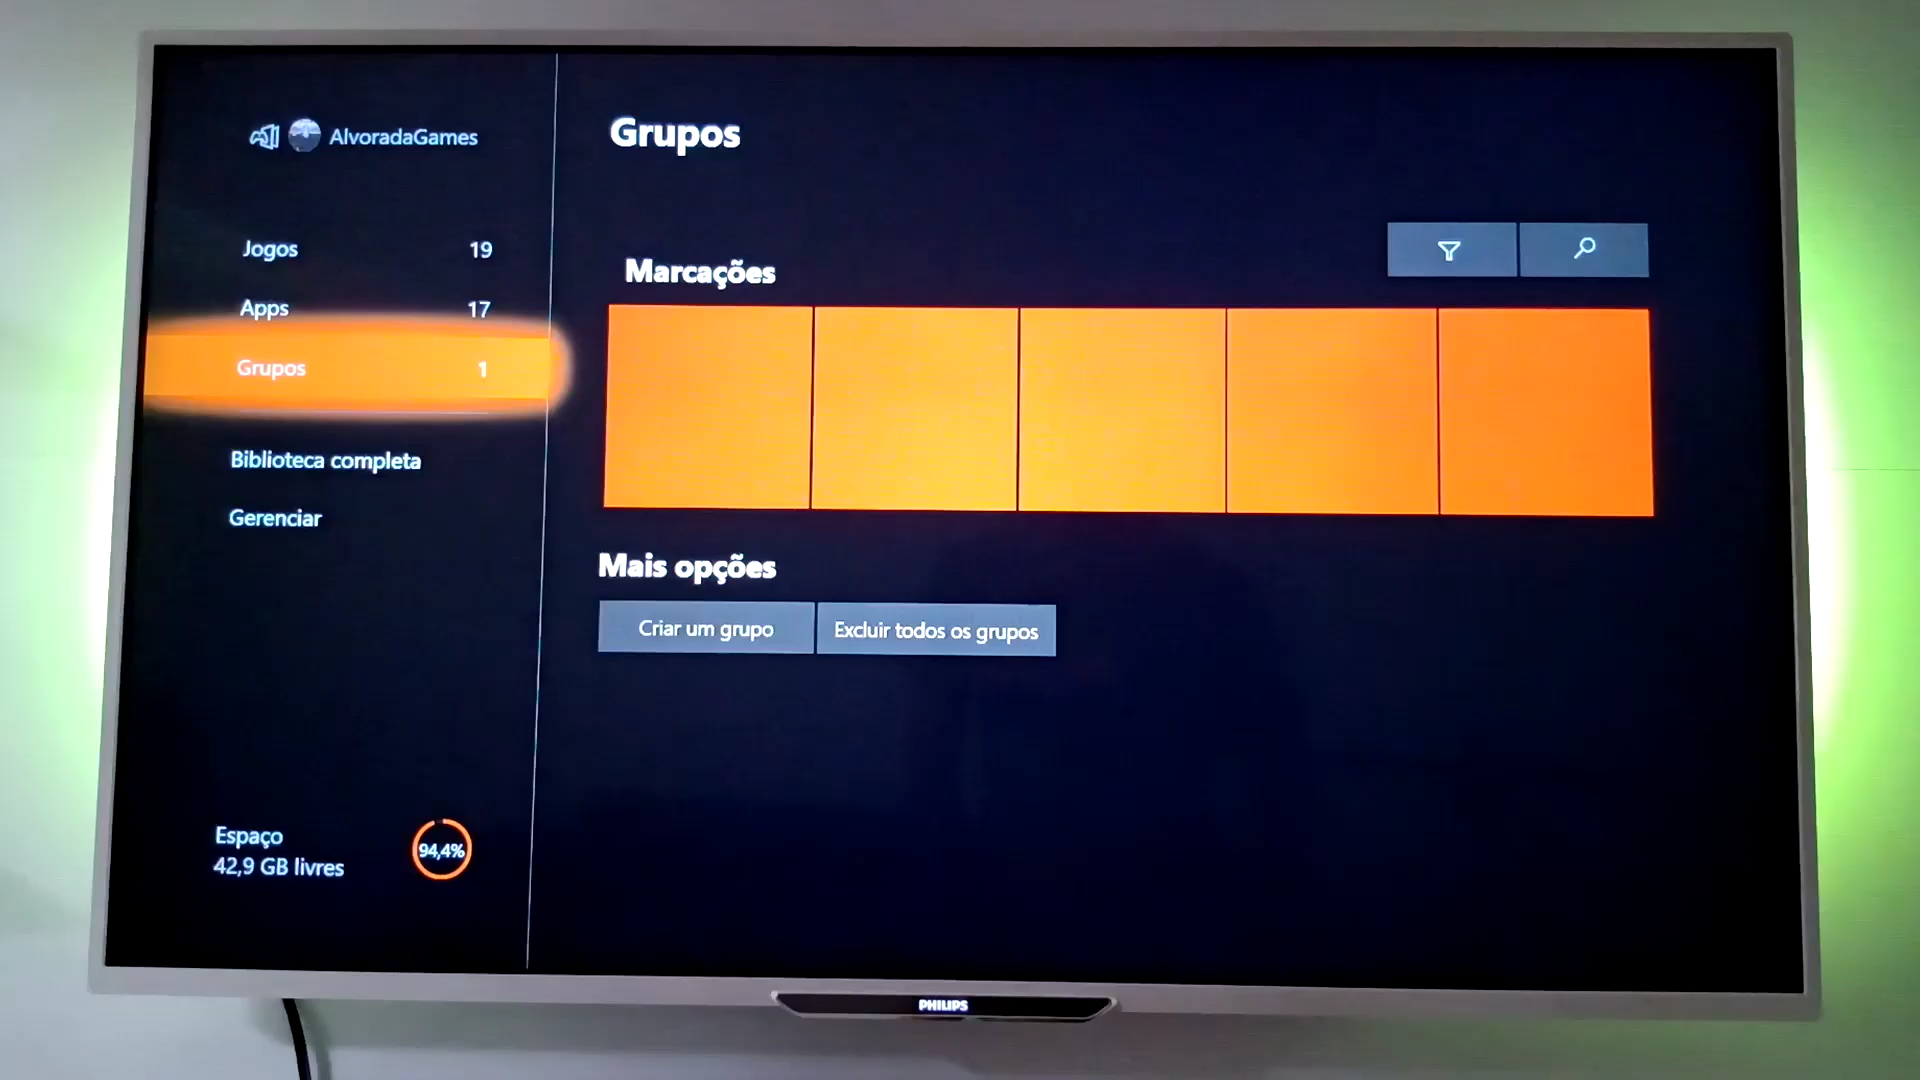 AlvoradaGames
Jogos 19
Apps 17
Grupos 1
Biblioteca completa
Gerenciar
Espaço
42,9 GB livres
94,4%
Grupos
Marcações
Mais opções
Criar um grupo
Excluir todos os grupos
PHILIPS